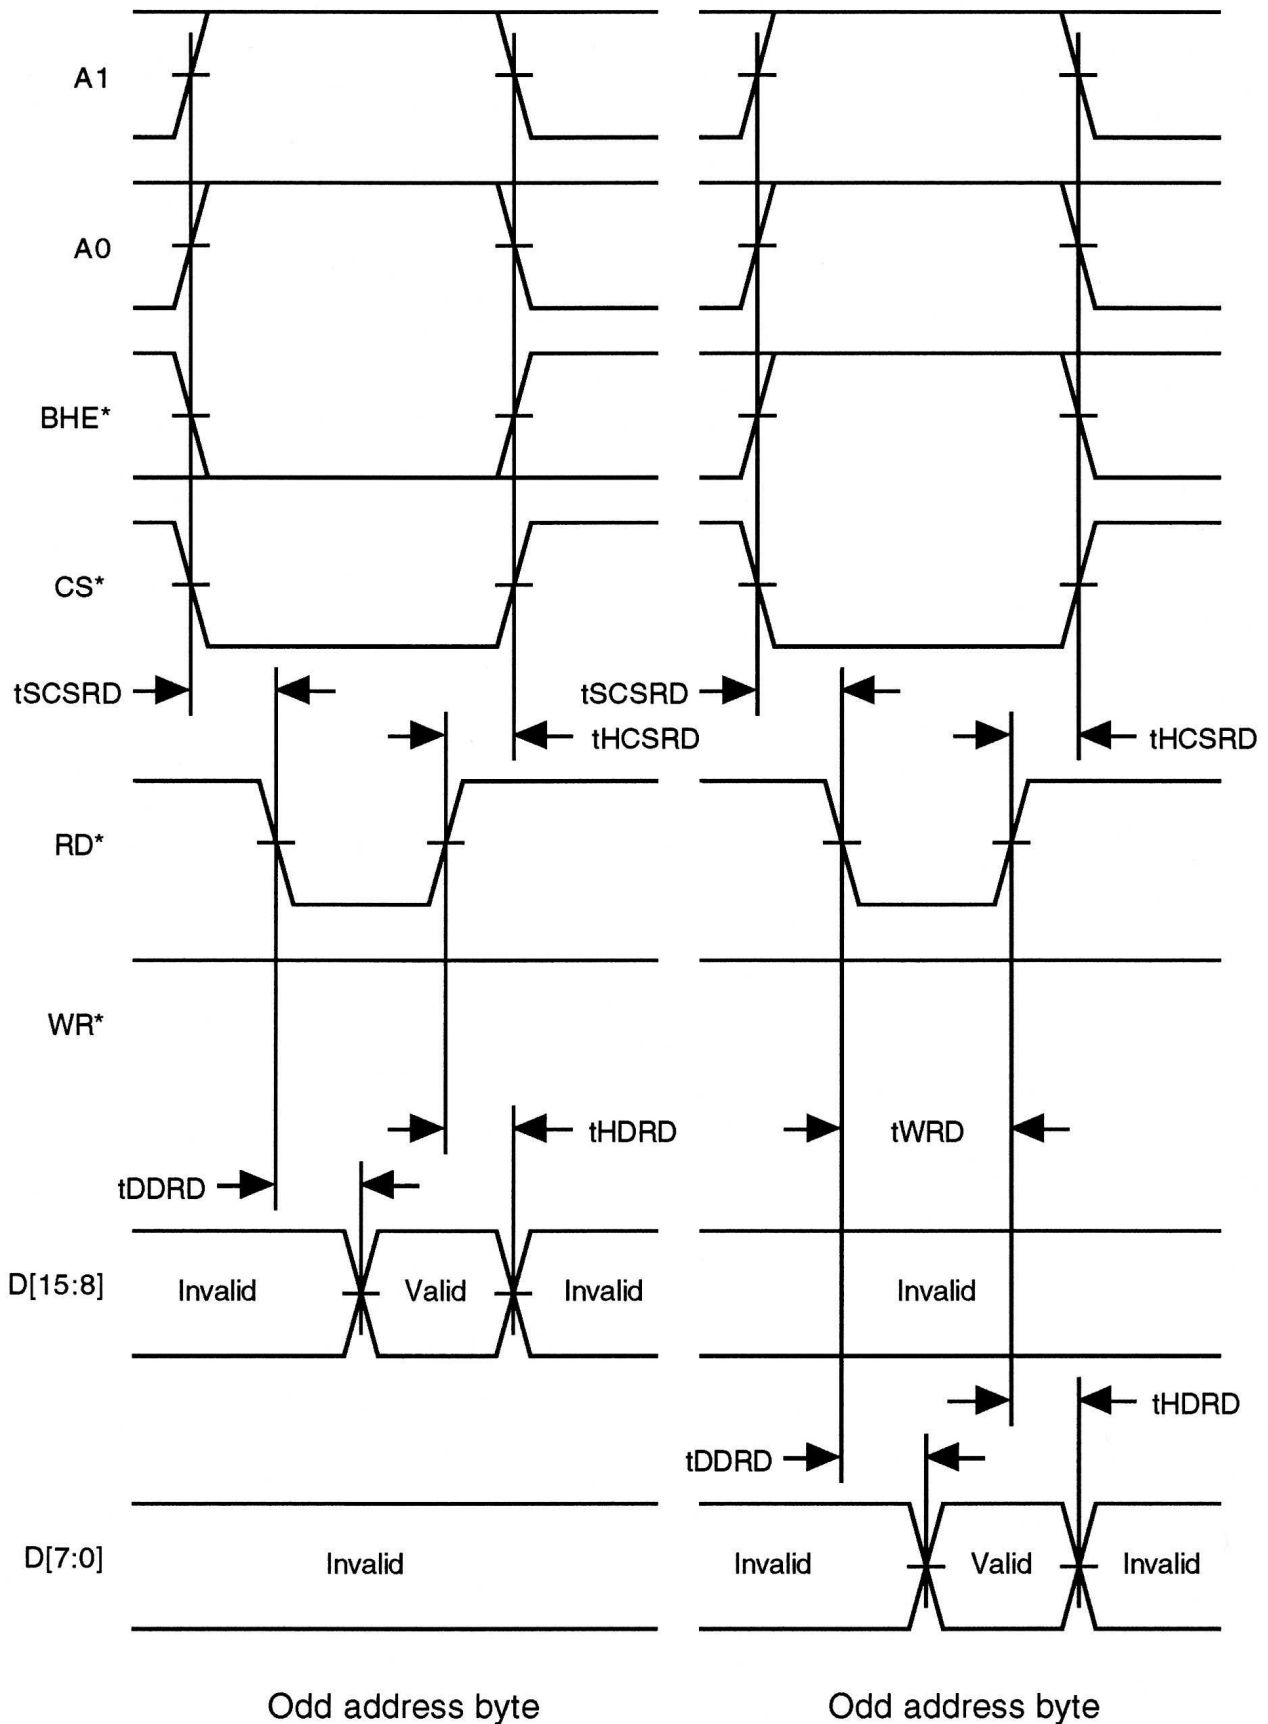 A1
A0
BHE*
CS*
tSCSRD tSCSRD
tHCSRD tHCSRD
RD*
WR*
tHDRD tWRD
tDDRD
D[15:8] Invalid Valid Invalid Invalid
tHDRD
tDDRD
D[7:0] Invalid Invalid Valid Invalid
Odd address byte Odd address byte